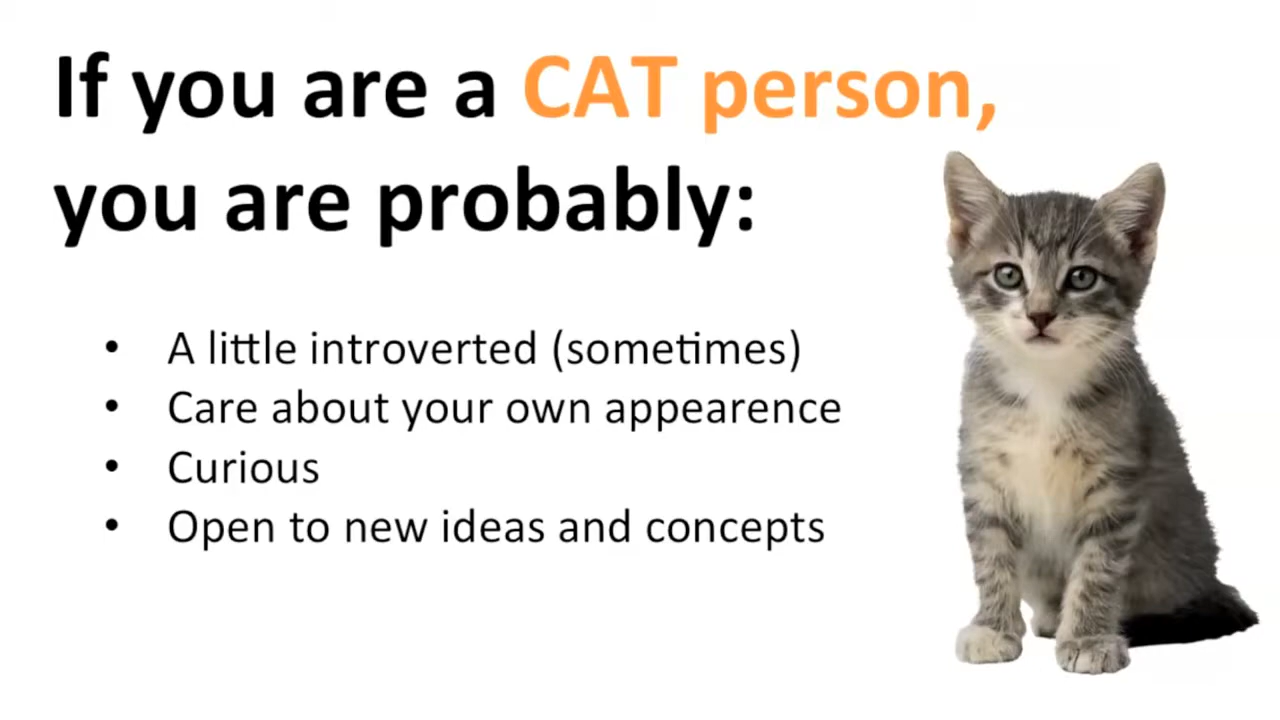 If you are a CAT person,
you are probably:
• A little introverted (sometimes)
• Care about your own appearence
• Curious
• Open to new ideas and concepts